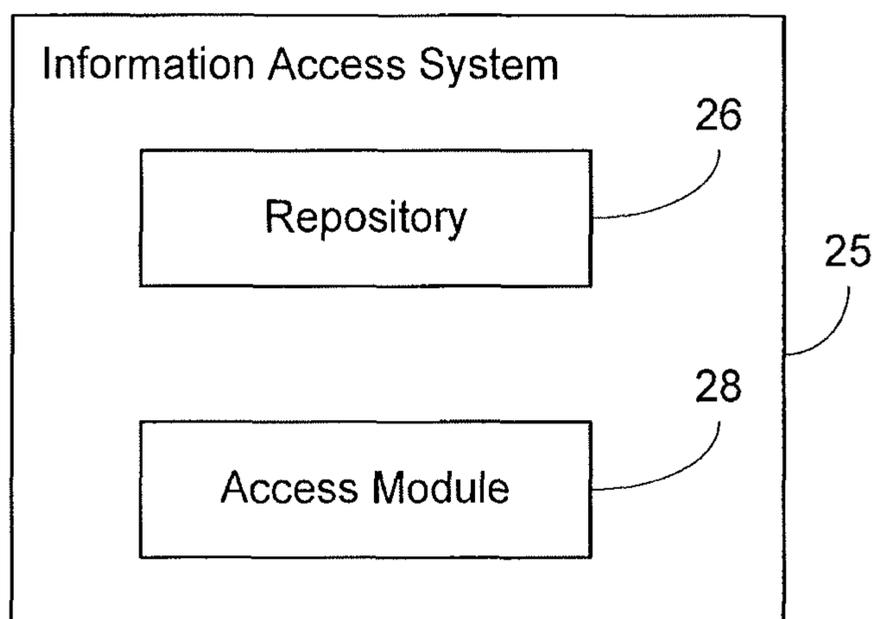 Information Access System
26
Repository
25
28
Access Module